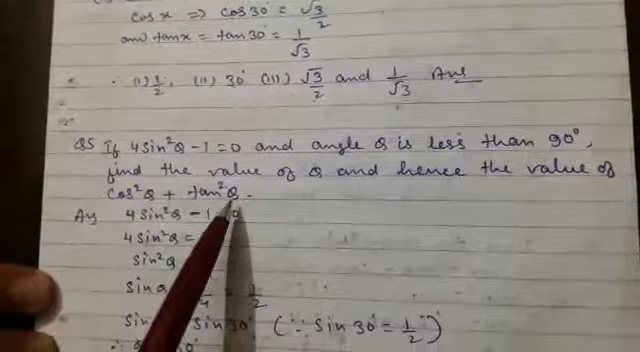 cos x ⇒ cos 30° = √3/2
and tan x = tan 30° = 1/√3
∴ (i) 1/2, (ii) 30° (iii) √3/2 and 1/√3 Ans
Q5 If 4 sin²θ - 1 = 0 and angle θ is less than 90°,
find the value of θ and hence the value of
cos²θ + tan²θ.
Ans 4 sin²θ - 1
4 sin²θ =
sin²θ
sin θ 4 = 1/2
sin sin 30° (∵ sin 30° = 1/2)
∴